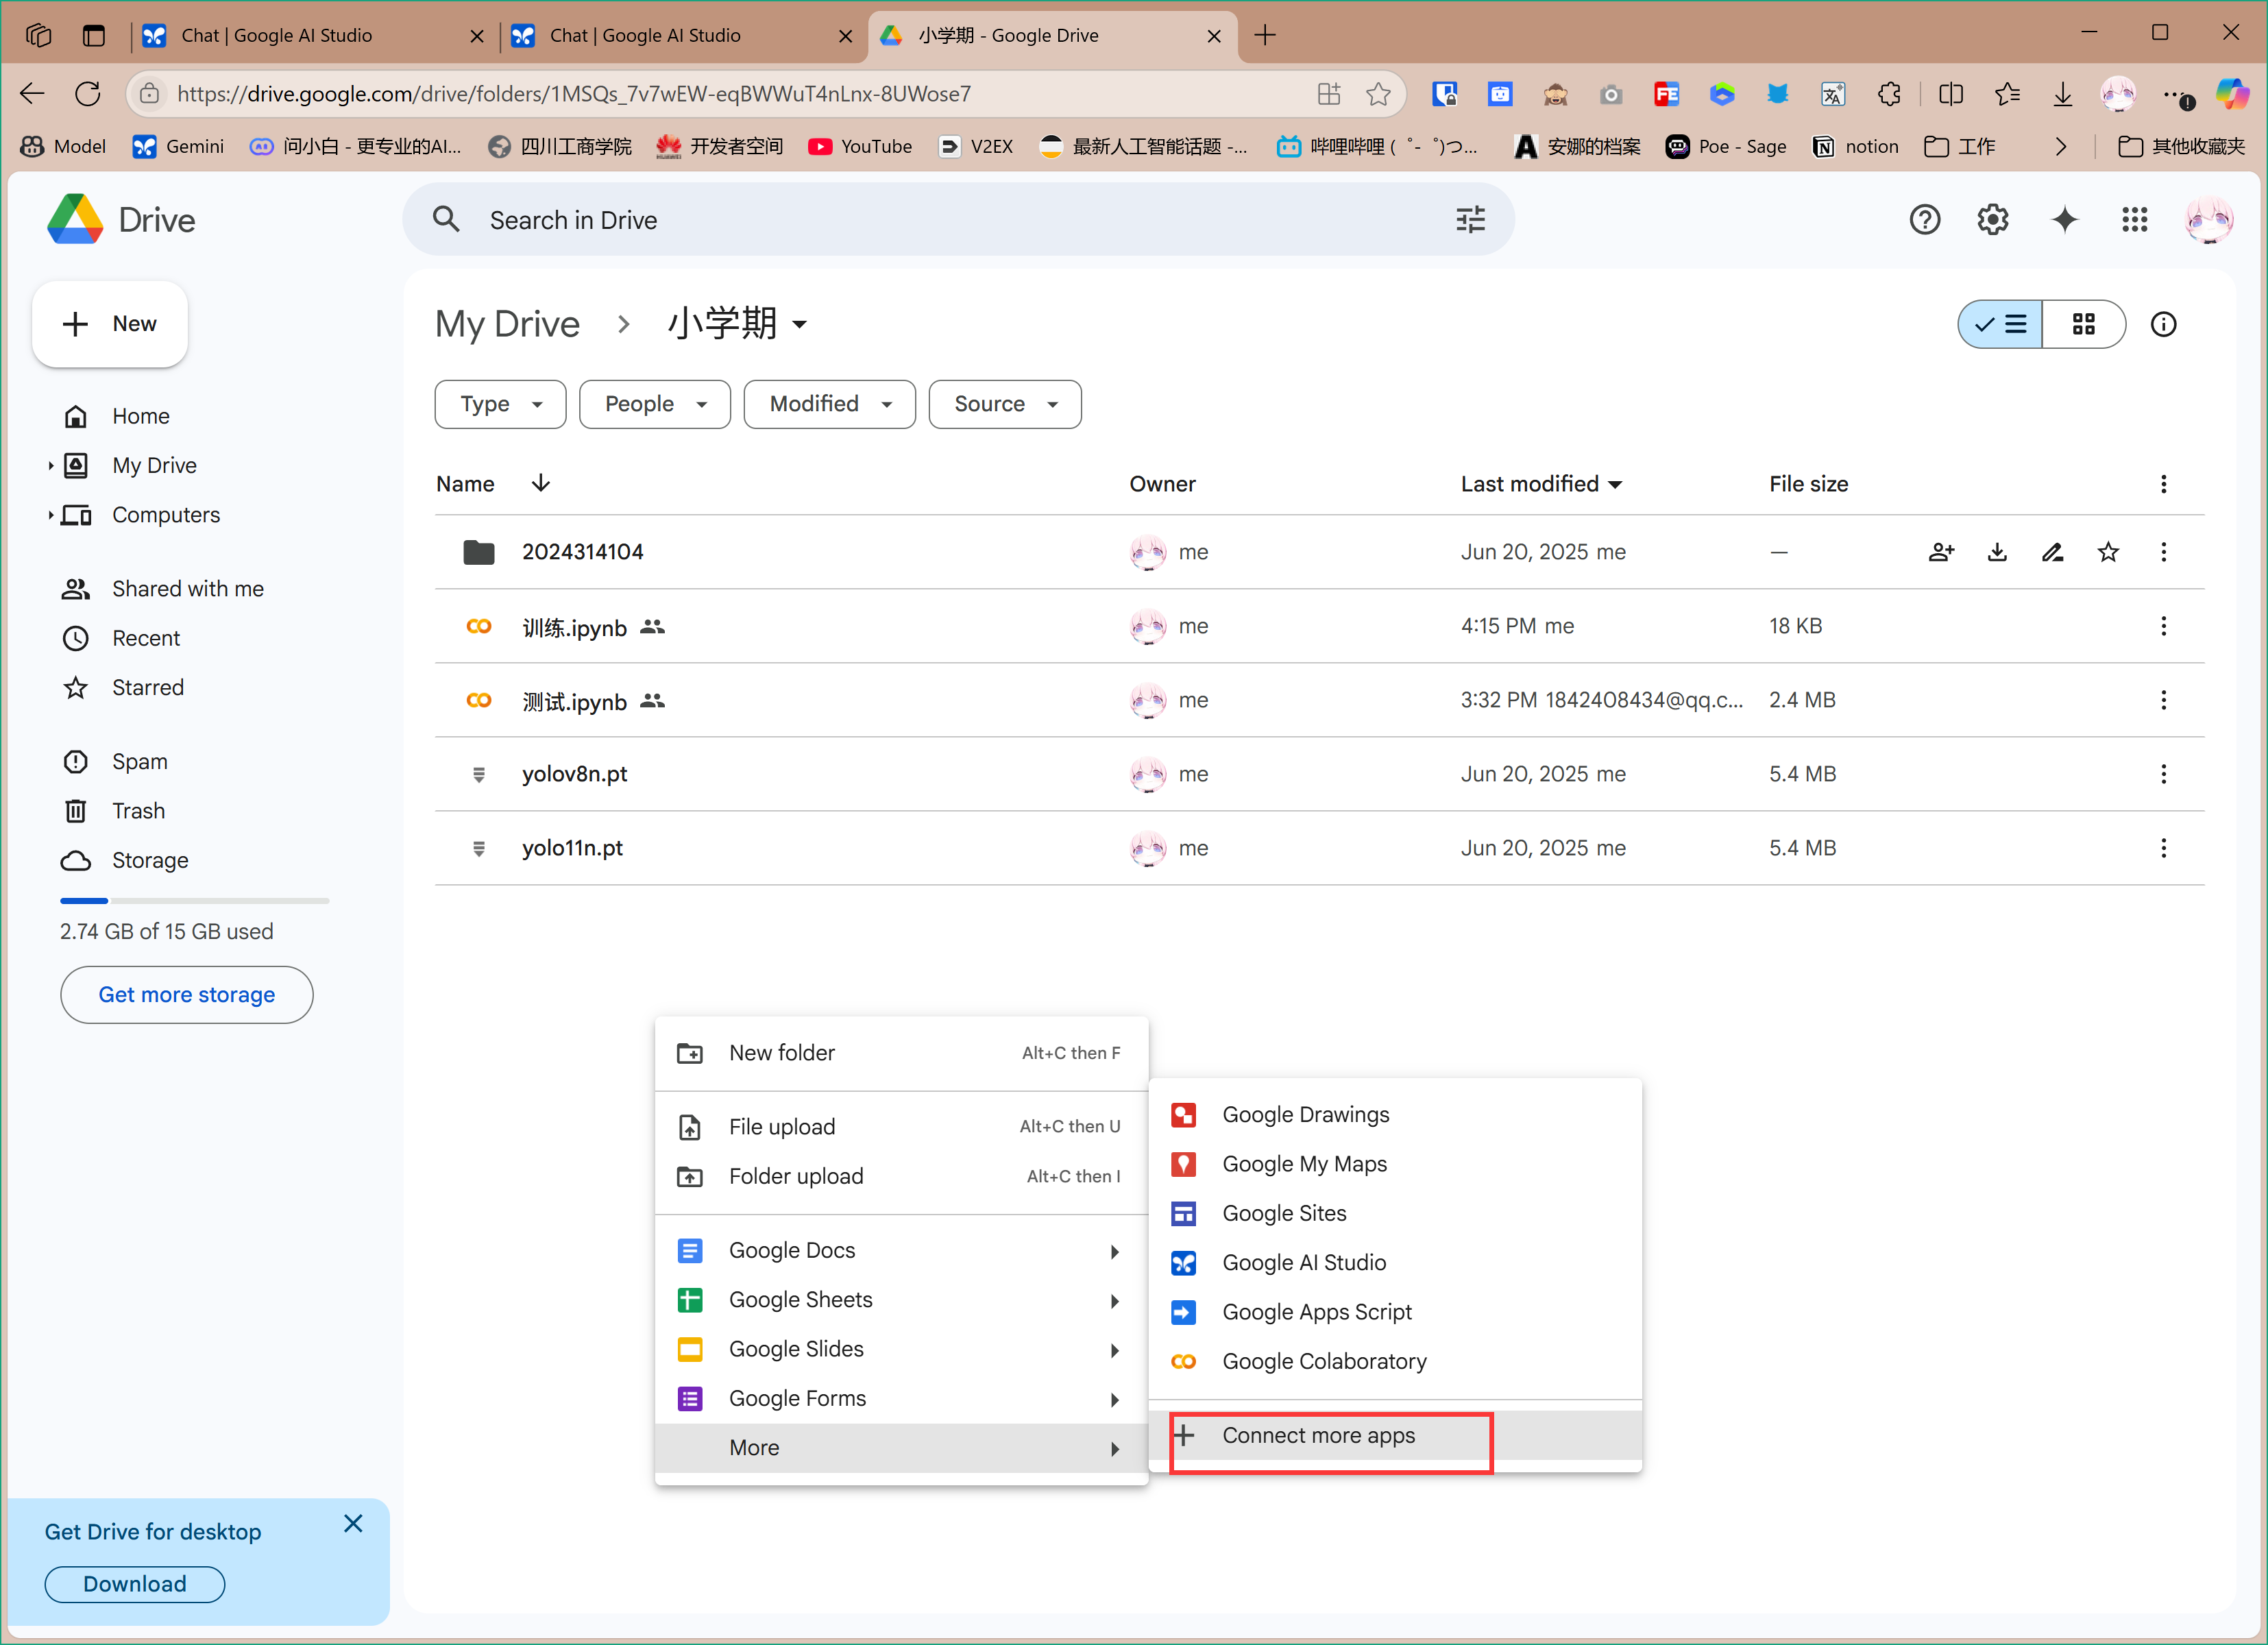 Chat | Google AI Studio
Chat | Google AI Studio
小学期 - Google Drive
https://drive.google.com/drive/folders/1MSQs_7v7wEW-eqBWWuT4nLnx-8UWose7
Model
Gemini
问小白 - 更专业的AI...
四川工商学院
开发者空间
YouTube
V2EX
最新人工智能话题 -...
哔哩哔哩 (゜-゜)つ...
安娜的档案
Poe - Sage
notion
工作
其他收藏夹
Drive
Search in Drive
New
My Drive
小学期
Type
People
Modified
Source
Home
My Drive
Computers
Shared with me
Recent
Starred
Spam
Trash
Storage
2.74 GB of 15 GB used
Get more storage
Name
Owner
Last modified
File size
2024314104
me
Jun 20, 2025 me
—
训练.ipynb
me
4:15 PM me
18 KB
测试.ipynb
me
3:32 PM 1842408434@qq.c...
2.4 MB
yolov8n.pt
me
Jun 20, 2025 me
5.4 MB
yolo11n.pt
me
Jun 20, 2025 me
5.4 MB
New folder
Alt+C then F
File upload
Alt+C then U
Folder upload
Alt+C then I
Google Docs
Google Sheets
Google Slides
Google Forms
More
Google Drawings
Google My Maps
Google Sites
Google AI Studio
Google Apps Script
Google Colaboratory
Connect more apps
Get Drive for desktop
Download